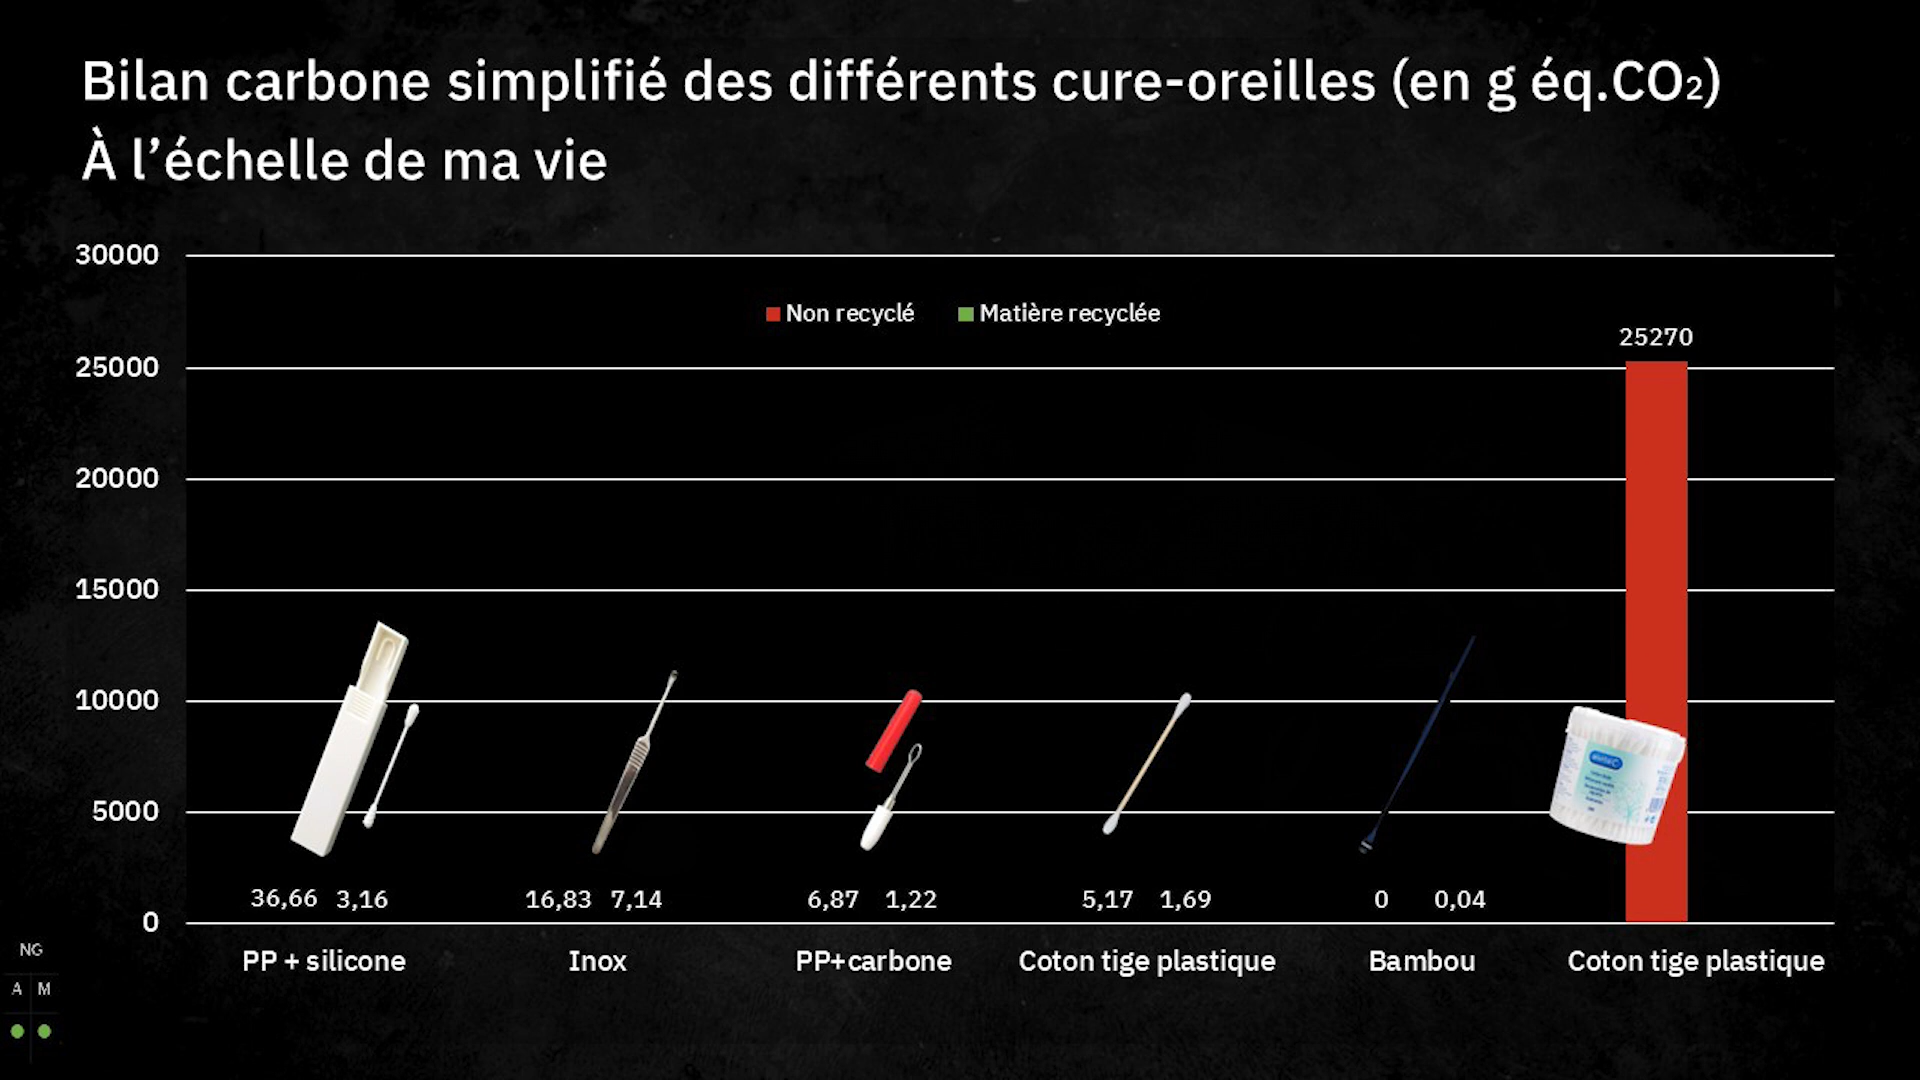 Bilan carbone simplifié des différents cure-oreilles (en g éq.CO₂)
À l’échelle de ma vie
30000
Non recyclé
Matière recyclée
25270
25000
20000
15000
10000
5000
36,66 3,16
16,83 7,14
6,87 1,22
5,17 1,69
0 0,04
0
PP + silicone
Inox
PP+carbone
Coton tige plastique
Bambou
Coton tige plastique
NG
A M